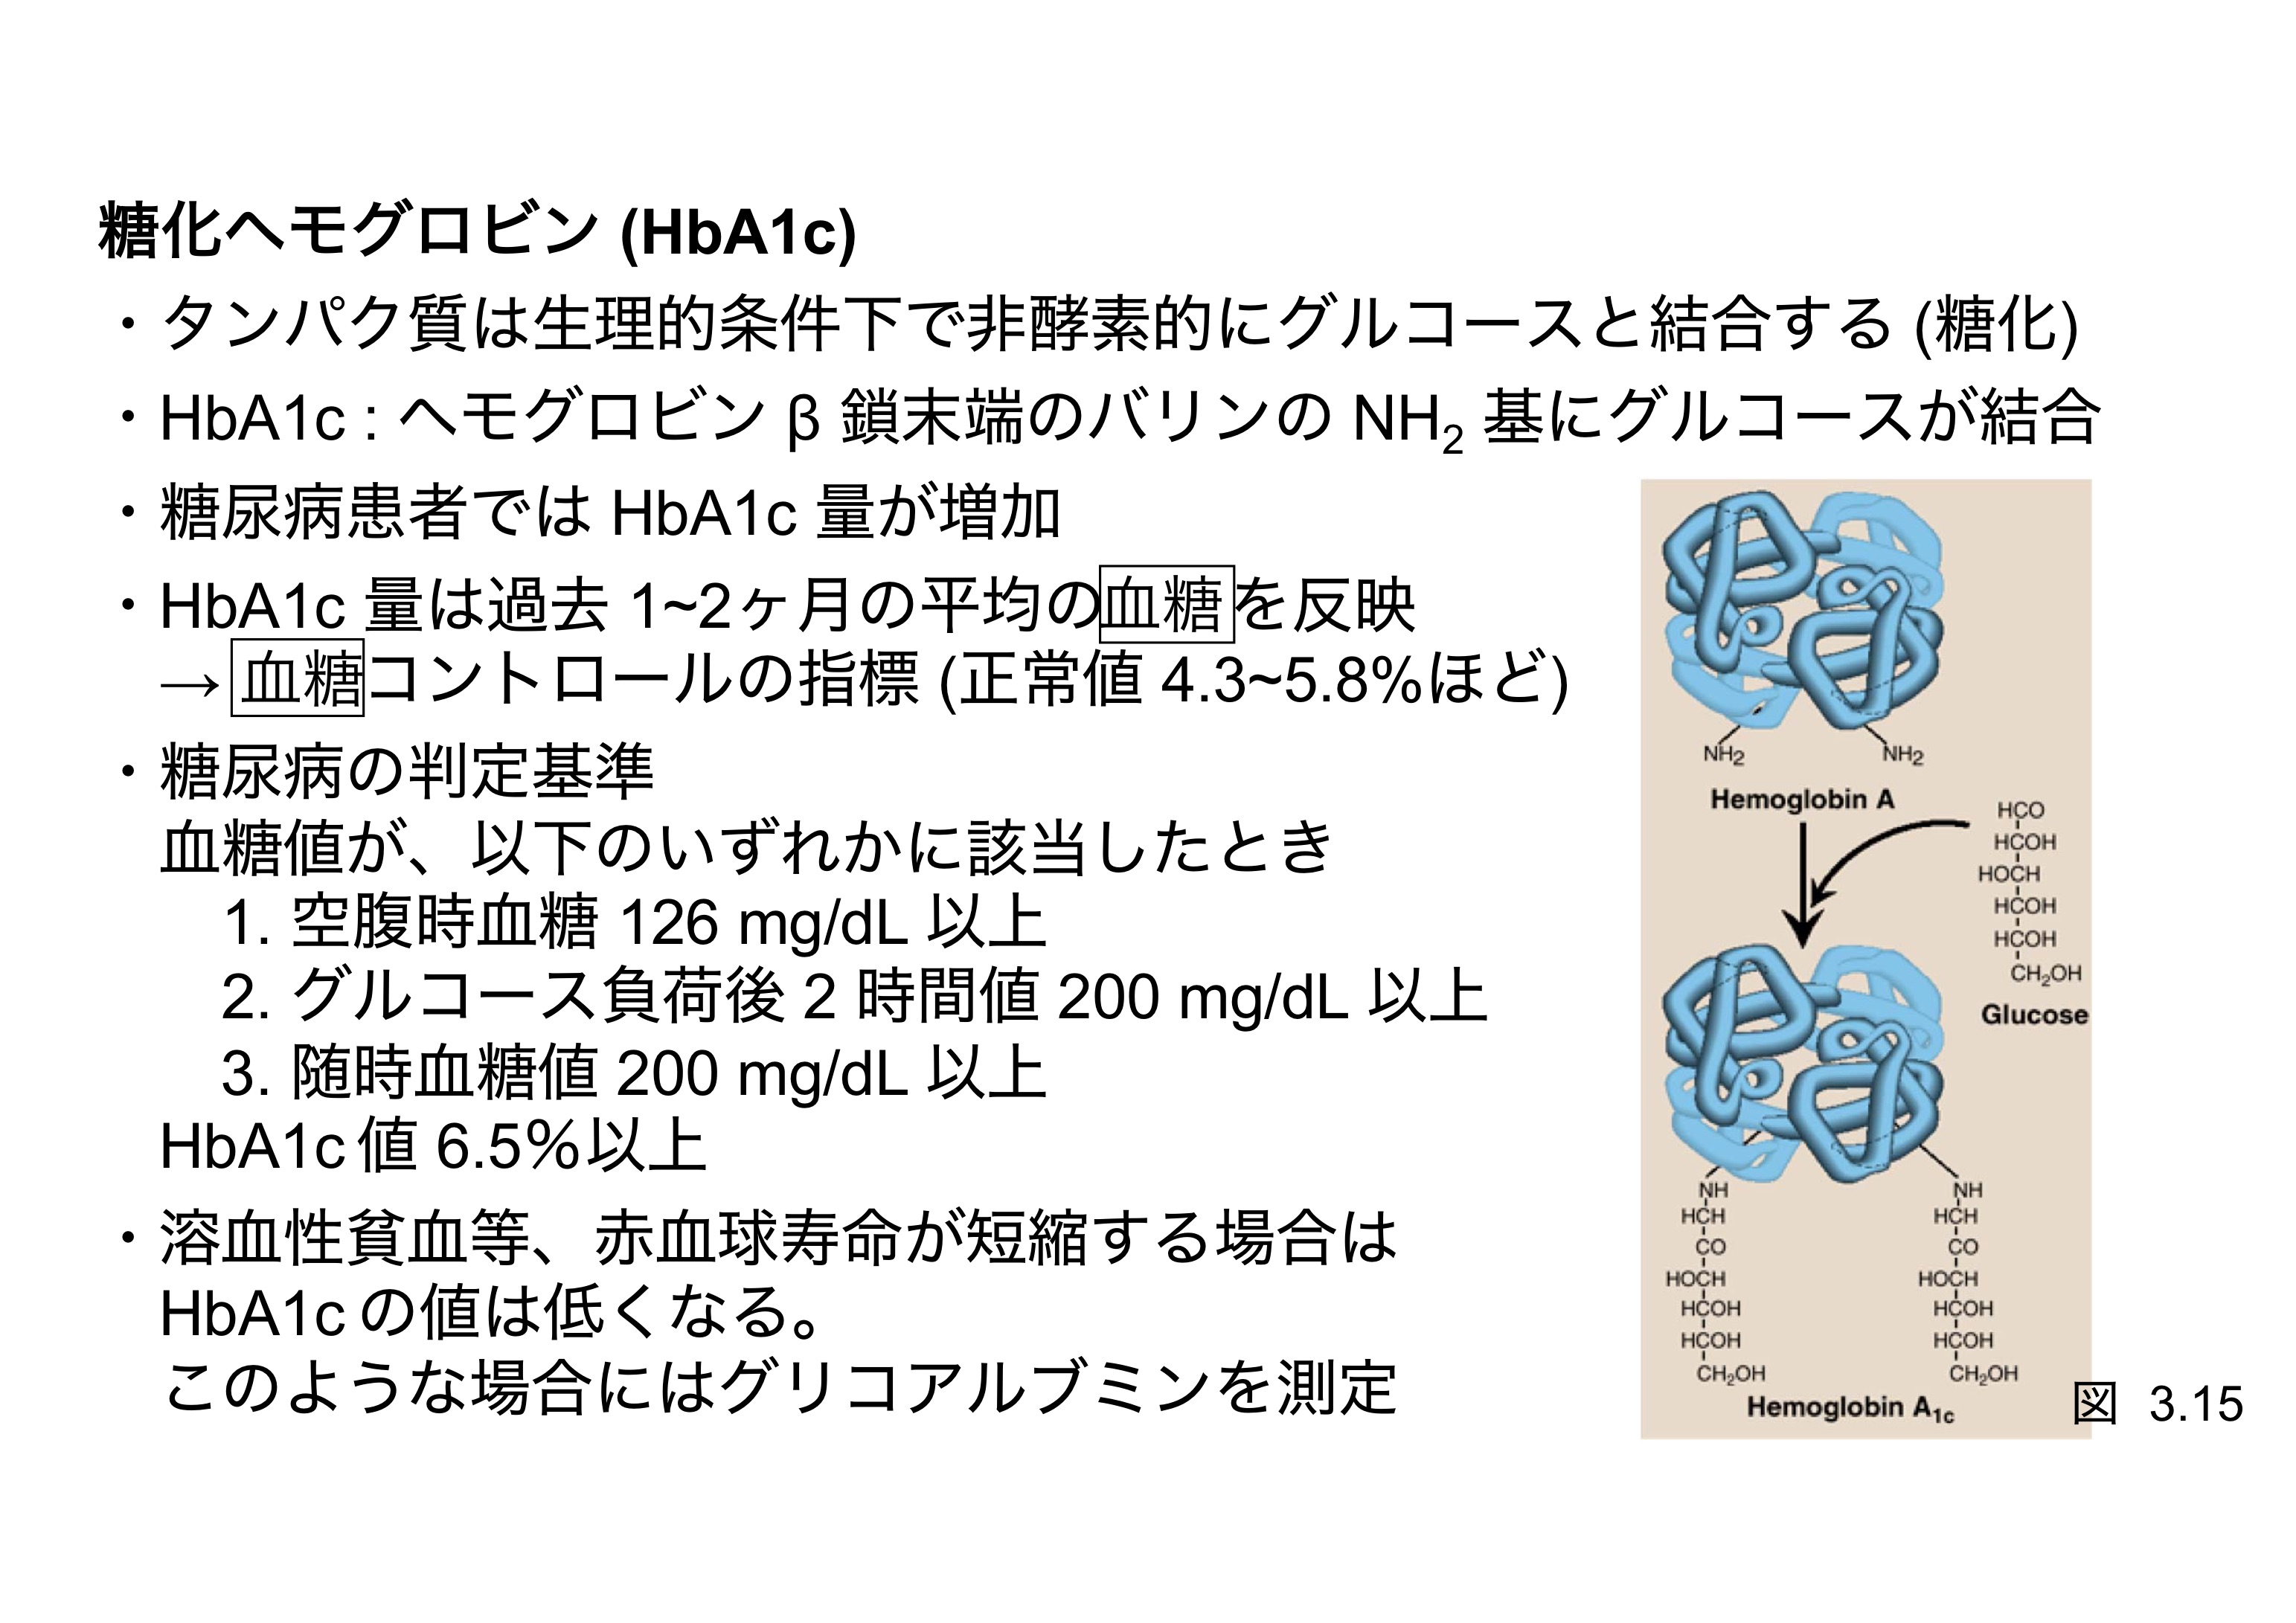 糖化ヘモグロビン (HbA1c)
・タンパク質は生理的条件下で非酵素的にグルコースと結合する (糖化)
・HbA1c : ヘモグロビン β 鎖末端のバリンの NH2 基にグルコースが結合
・糖尿病患者では HbA1c 量が増加
・HbA1c 量は過去 1~2ヶ月の平均の血糖を反映
→血糖コントロールの指標 (正常値 4.3~5.8%ほど)
・糖尿病の判定基準
血糖値が、以下のいずれかに該当したとき
1. 空腹時血糖 126 mg/dL 以上
2. グルコース負荷後 2 時間値 200 mg/dL 以上
3. 随時血糖値 200 mg/dL 以上
HbA1c 値 6.5%以上
・溶血性貧血等、赤血球寿命が短縮する場合は
HbA1c の値は低くなる。
このような場合にはグリコアルブミンを測定
NH2 NH2
Hemoglobin A
HCO
HCOH
HOCH
HCOH
HCOH
CH2OH
Glucose
NH NH
HCH HCH
CO CO
HOCH HOCH
HCOH HCOH
HCOH HCOH
CH2OH CH2OH
Hemoglobin A1c
図 3.15